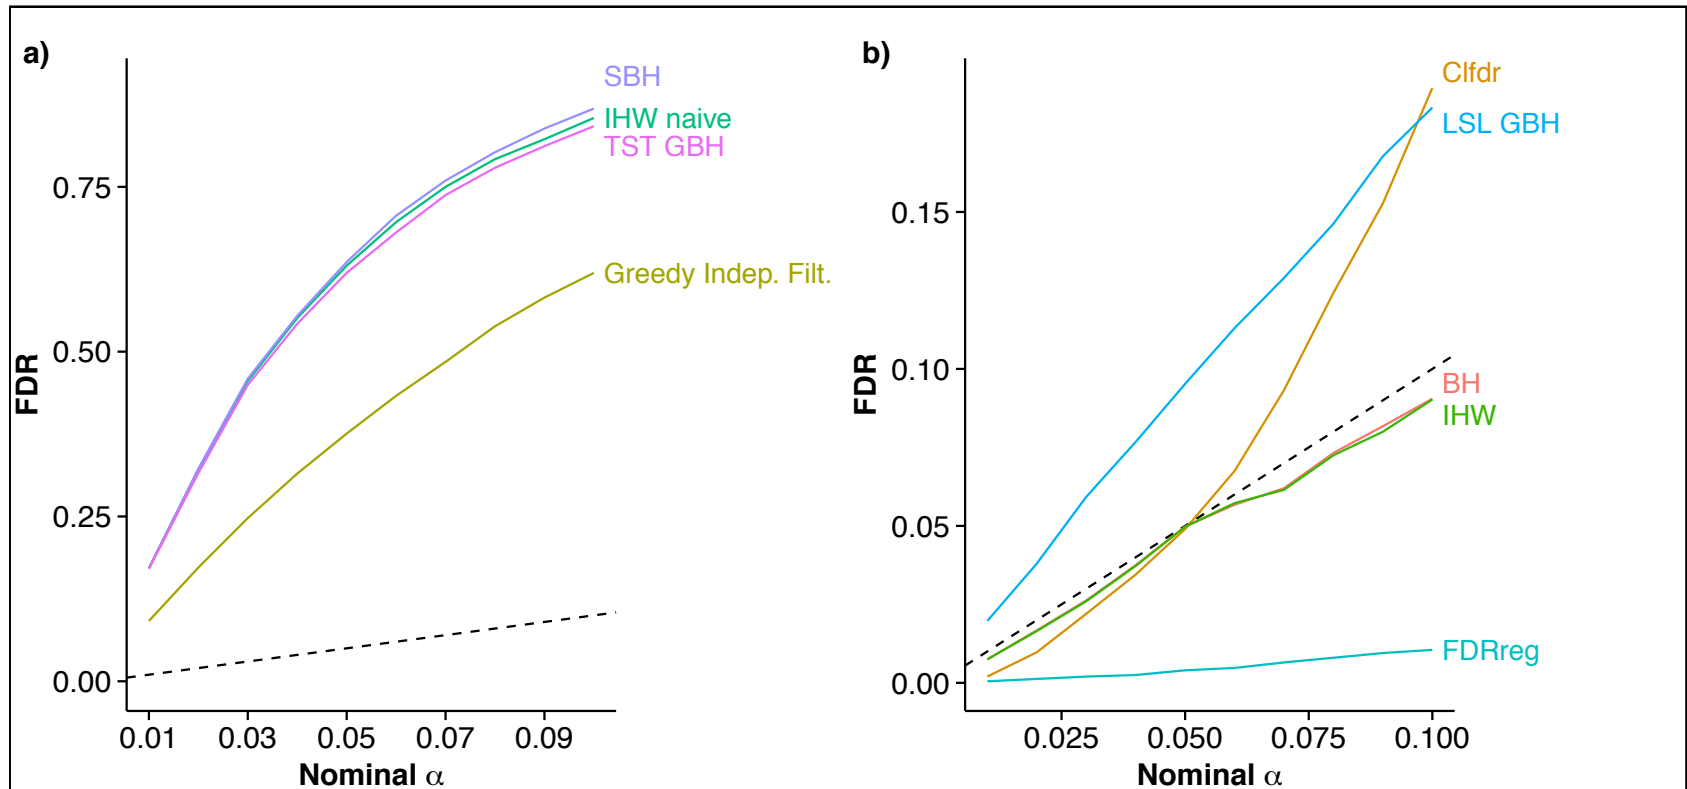 a)
SBH
IHW naive
TST GBH
Greedy Indep. Filt.
0.75
0.50
0.25
0.00
FDR
0.01 0.03 0.05 0.07 0.09
Nominal α
b)
Clfdr
LSL GBH
BH
IHW
FDRreg
0.15
0.10
0.05
0.00
FDR
0.025 0.050 0.075 0.100
Nominal α